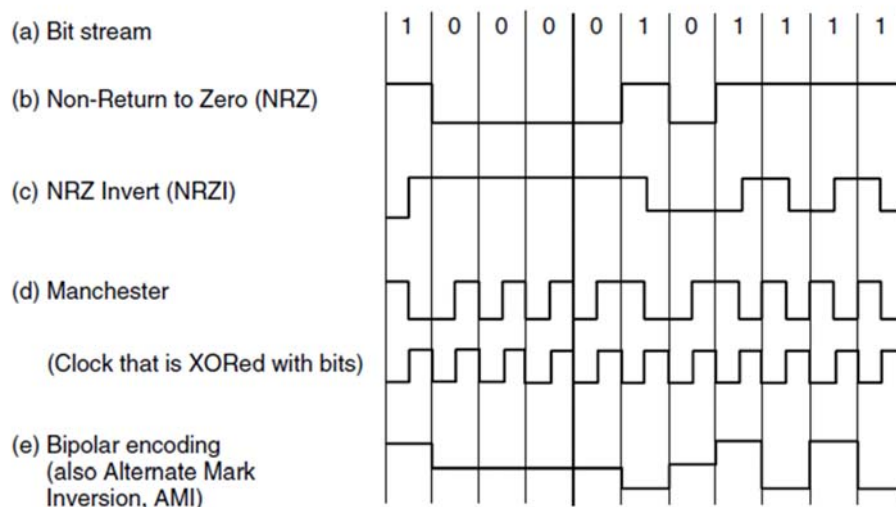 (a) Bit stream 1 0 0 0 0 1 0 1 1 1 1
(b) Non-Return to Zero (NRZ)
(c) NRZ Invert (NRZI)
(d) Manchester
(Clock that is XORed with bits)
(e) Bipolar encoding
(also Alternate Mark
Inversion, AMI)